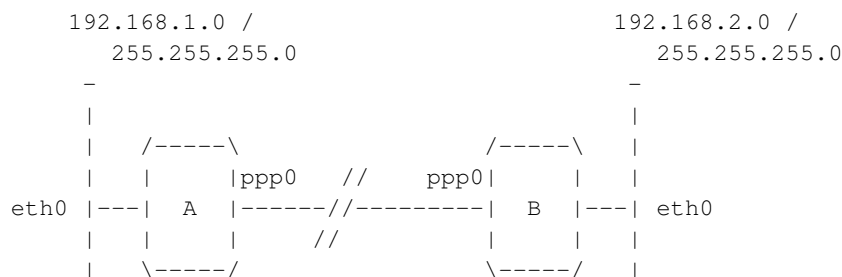 192.168.1.0 / 192.168.2.0 /
255.255.255.0 255.255.255.0
ppp0 // ppp0
eth0 A // B eth0
//